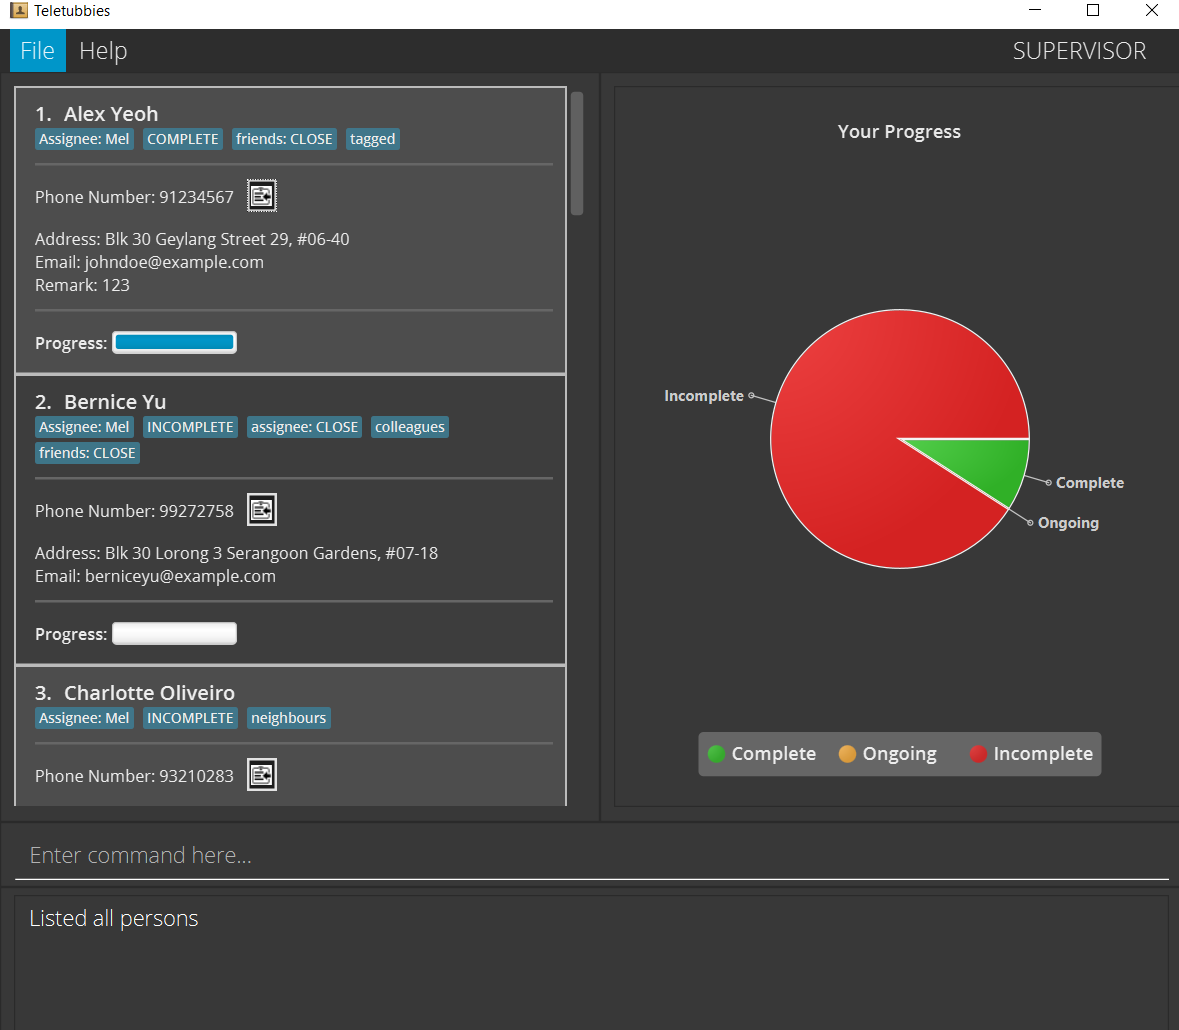 Teletubbies
File Help SUPERVISOR
1. Alex Yeoh
Assignee: Mel COMPLETE friends: CLOSE tagged
Phone Number: 91234567
Address: Blk 30 Geylang Street 29, #06-40
Email: johndoe@example.com
Remark: 123
Progress:
2. Bernice Yu
Assignee: Mel INCOMPLETE assignee: CLOSE colleagues
friends: CLOSE
Phone Number: 99272758
Address: Blk 30 Lorong 3 Serangoon Gardens, #07-18
Email: berniceyu@example.com
Progress:
3. Charlotte Oliveiro
Assignee: Mel INCOMPLETE neighbours
Phone Number: 93210283
Your Progress
Incomplete
Complete
Ongoing
Complete Ongoing Incomplete
Enter command here...
Listed all persons